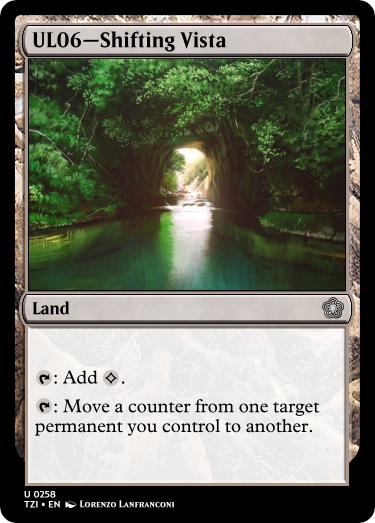 UL06—Shifting Vista
Land
: Add .
: Move a counter from one target
permanent you control to another.
U 0258
TZI • EN Lorenzo Lanfranconi